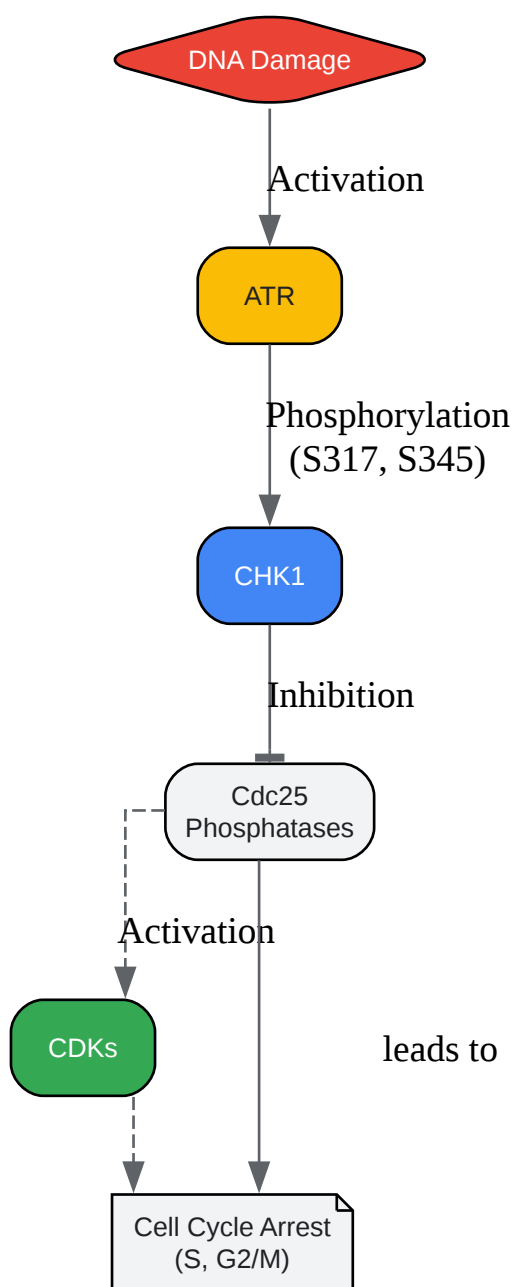 DNA Damage
Activation
ATR
Phosphorylation
(S317, S345)
CHK1
Inhibition
Cdc25
Phosphatases
Activation
CDKs
leads to
Cell Cycle Arrest
(S, G2/M)